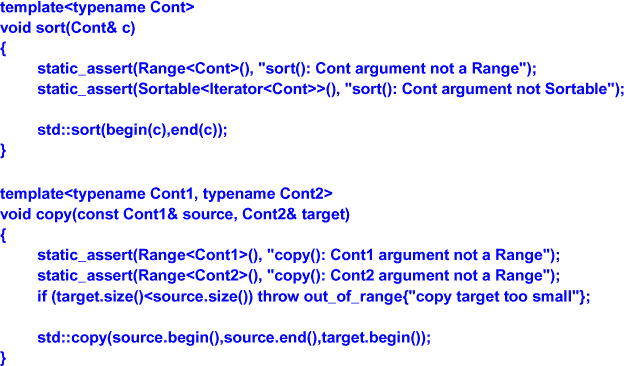 template<typename Cont>
void sort(Cont& c)
{
static_assert(Range<Cont>(), "sort(): Cont argument not a Range");
static_assert(Sortable<Iterator<Cont>>(), "sort(): Cont argument not Sortable");
std::sort(begin(c),end(c));
}
template<typename Cont1, typename Cont2>
void copy(const Cont1& source, Cont2& target)
{
static_assert(Range<Cont1>(), "copy(): Cont1 argument not a Range");
static_assert(Range<Cont2>(), "copy(): Cont2 argument not a Range");
if (target.size()<source.size()) throw out_of_range{"copy target too small"};
std::copy(source.begin(),source.end(),target.begin());
}